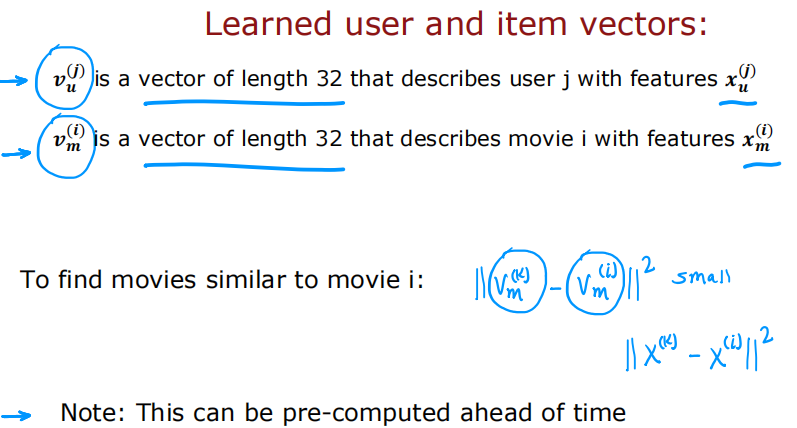 Learned user and item vectors:
v_u^(j) is a vector of length 32 that describes user j with features x_u^(j)
v_m^(i) is a vector of length 32 that describes movie i with features x_m^(i)
To find movies similar to movie i: ||v_m^(k) - v_m^(i)||^2 small
||x^(k) - x^(i)||^2
Note: This can be pre-computed ahead of time